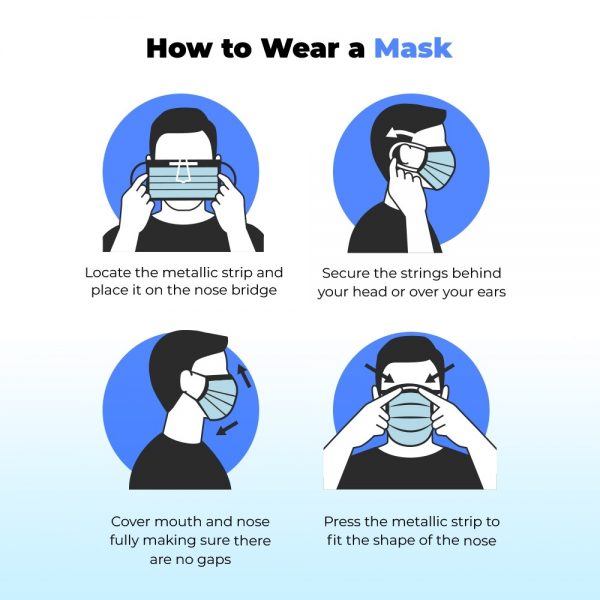 How to Wear a Mask
Locate the metallic strip and
place it on the nose bridge
Secure the strings behind
your head or over your ears
Cover mouth and nose
fully making sure there
are no gaps
Press the metallic strip to
fit the shape of the nose